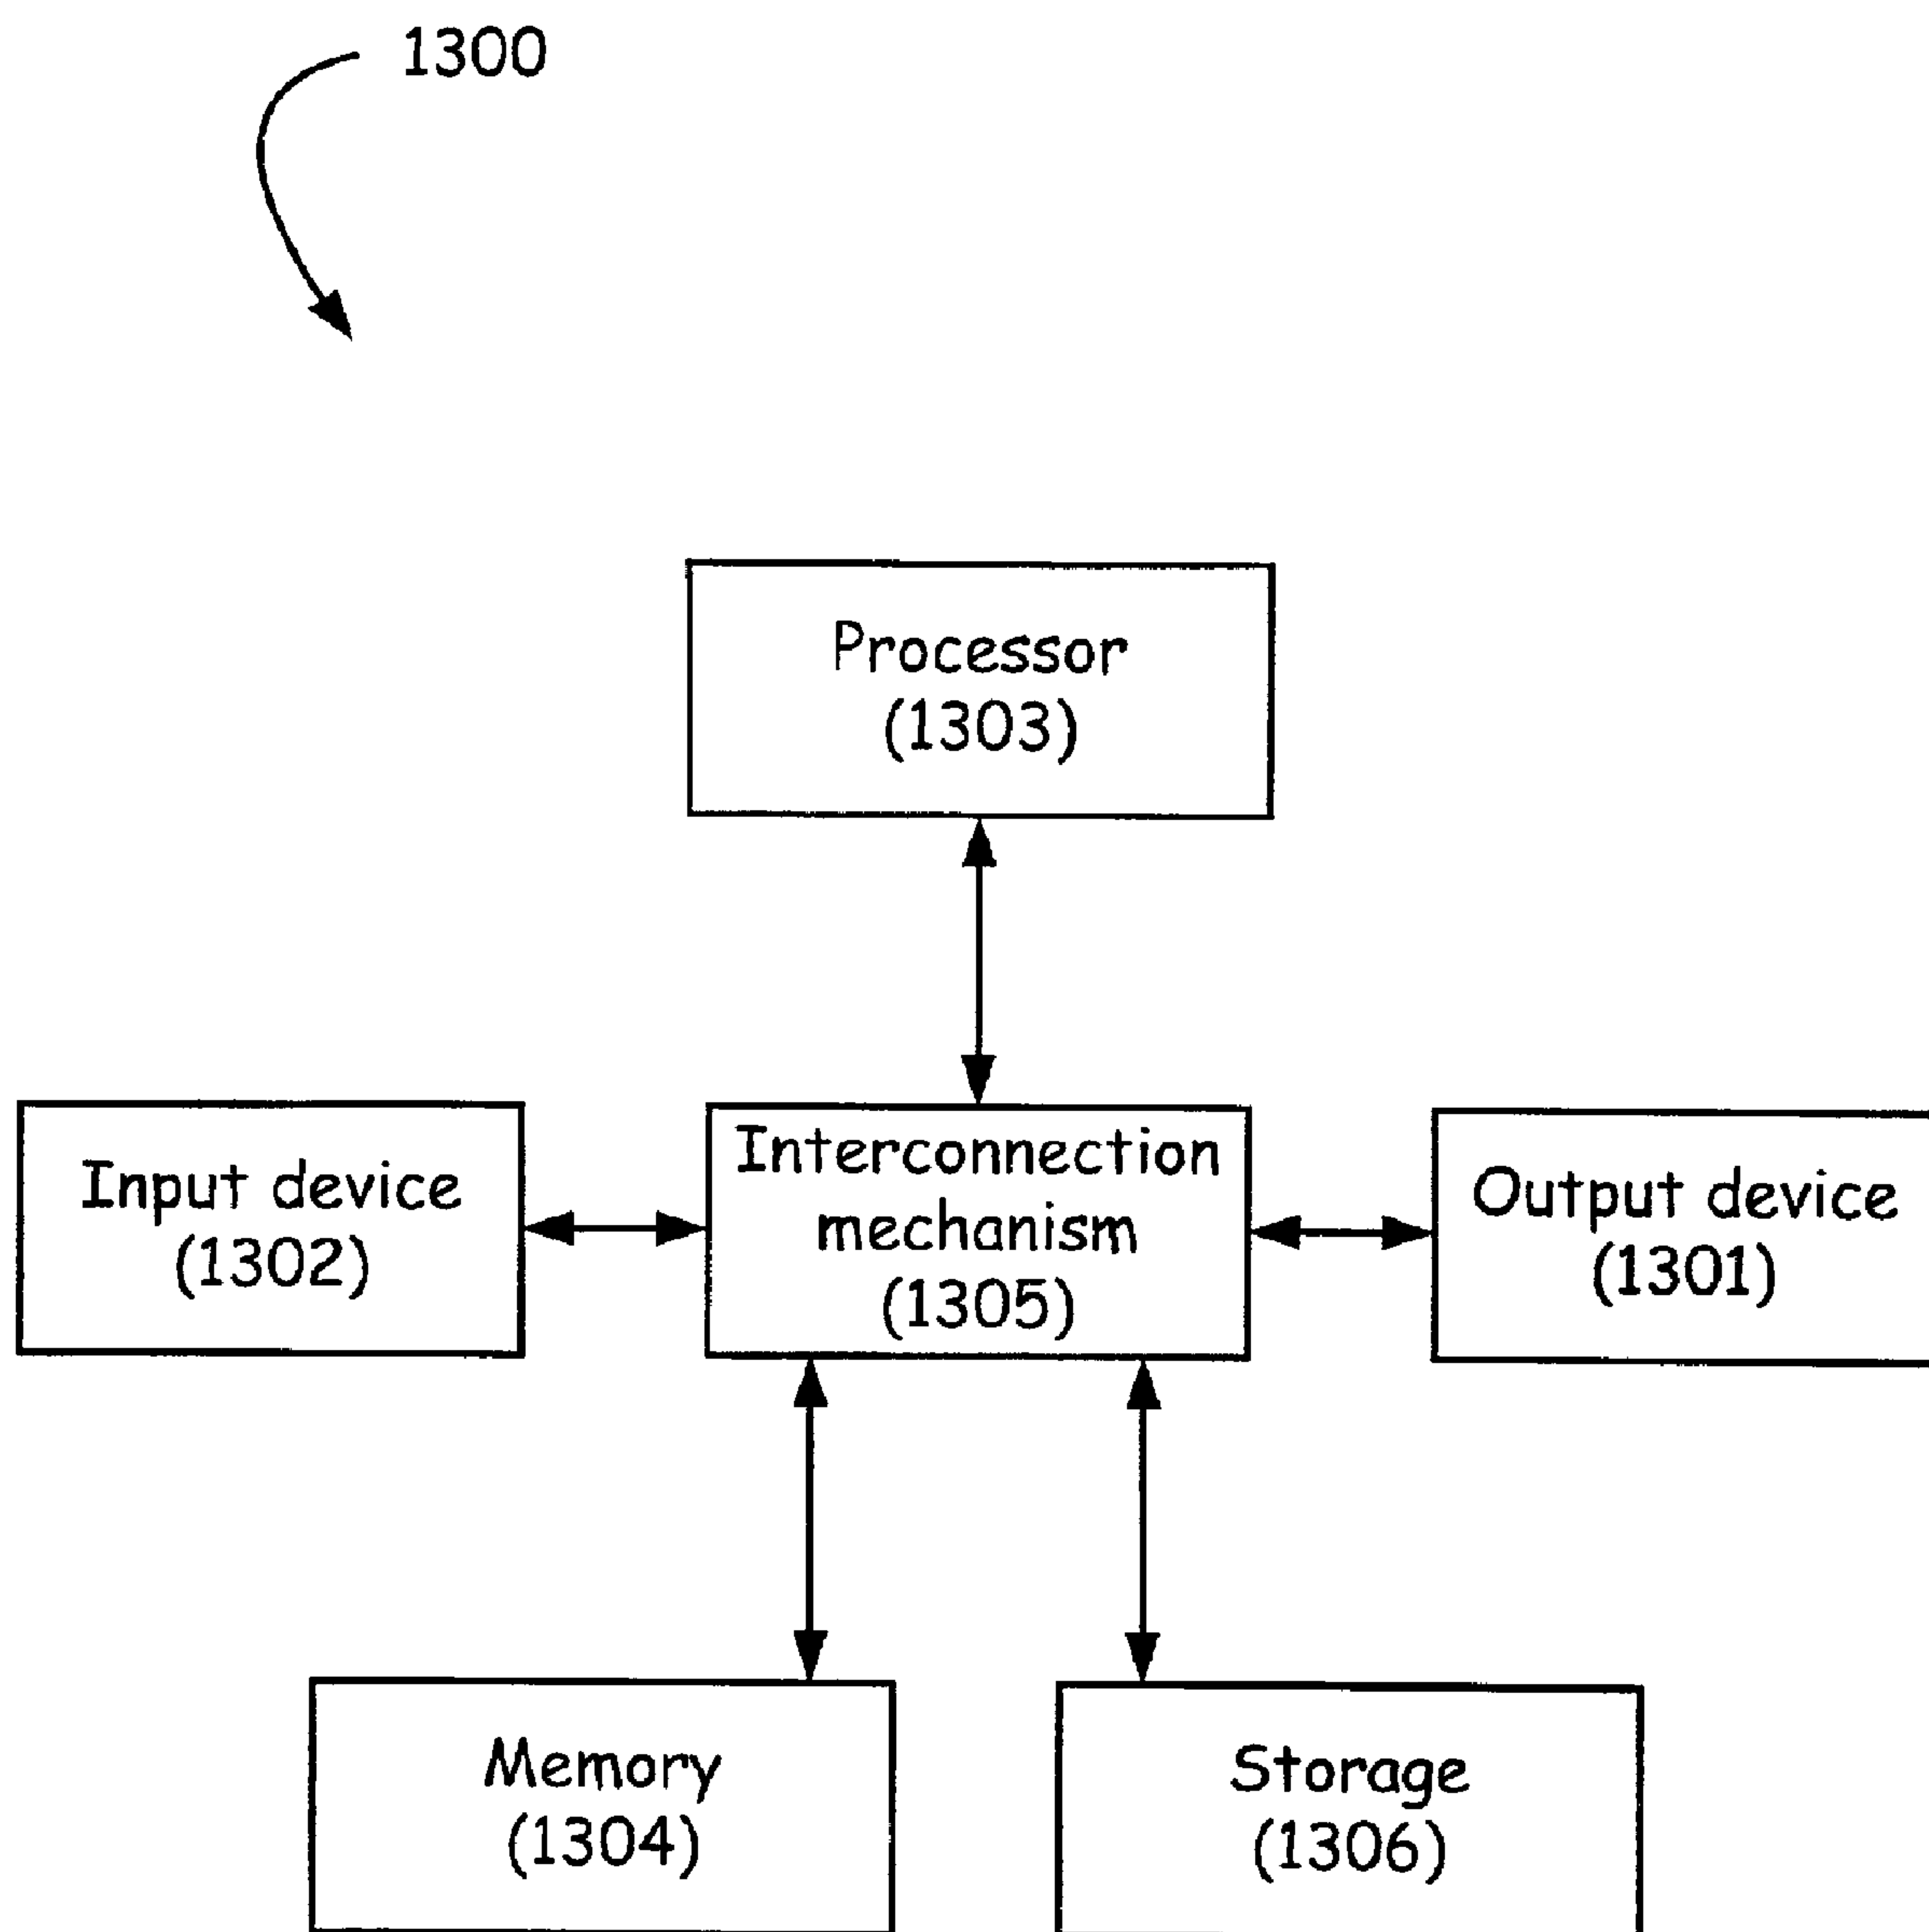 1300
Processor
(1303)
Input device
(1302)
Interconnection
mechanism
(1305)
Output device
(1301)
Memory
(1304)
Storage
(1306)